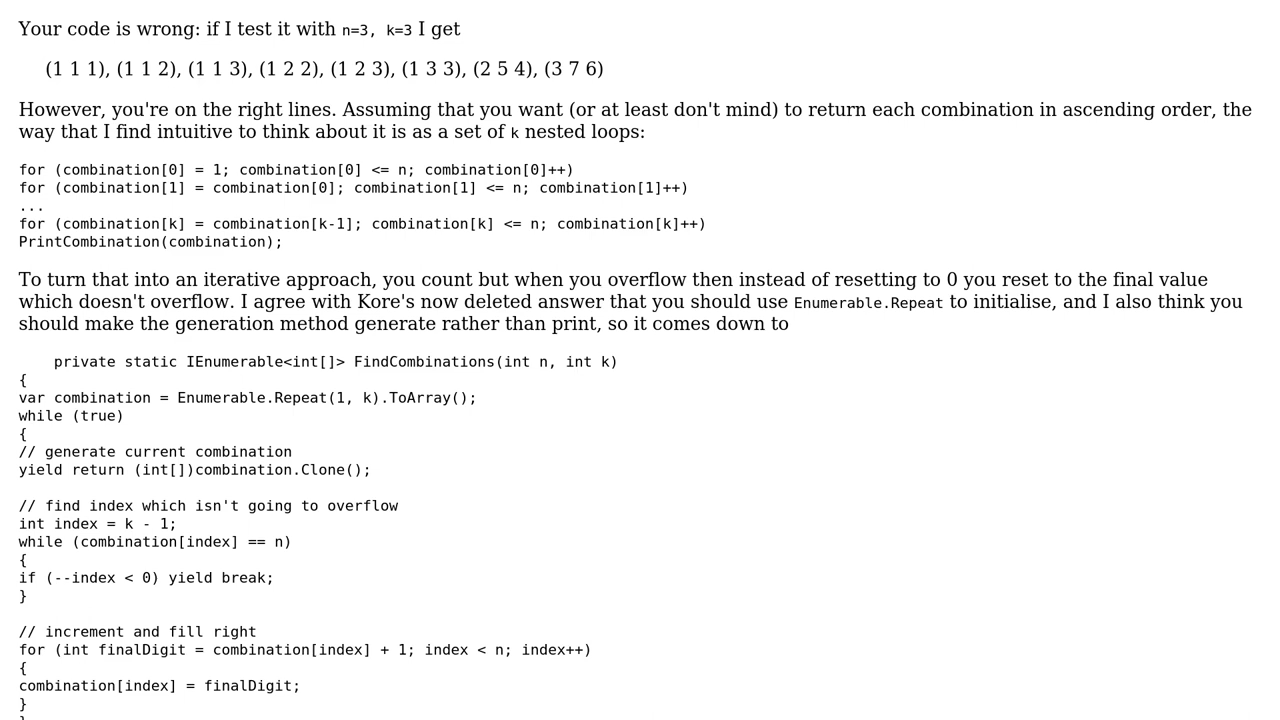 Your code is wrong: if I test it with n=3, k=3 I get
(1 1 1), (1 1 2), (1 1 3), (1 2 2), (1 2 3), (1 3 3), (2 5 4), (3 7 6)
However, you're on the right lines. Assuming that you want (or at least don't mind) to return each combination in ascending order, the
way that I find intuitive to think about it is as a set of k nested loops:
for (combination[0] = 1; combination[0] <= n; combination[0]++)
for (combination[1] = combination[0]; combination[1] <= n; combination[1]++)
...
for (combination[k] = combination[k-1]; combination[k] <= n; combination[k]++)
PrintCombination(combination);
To turn that into an iterative approach, you count but when you overflow then instead of resetting to 0 you reset to the final value
which doesn't overflow. I agree with Kore's now deleted answer that you should use Enumerable.Repeat to initialise, and I also think you
should make the generation method generate rather than print, so it comes down to
private static IEnumerable<int[]> FindCombinations(int n, int k)
{
var combination = Enumerable.Repeat(1, k).ToArray();
while (true)
{
// generate current combination
yield return (int[])combination.Clone();
// find index which isn't going to overflow
int index = k - 1;
while (combination[index] == n)
{
if (--index < 0) yield break;
}
// increment and fill right
for (int finalDigit = combination[index] + 1; index < n; index++)
{
combination[index] = finalDigit;
}
}